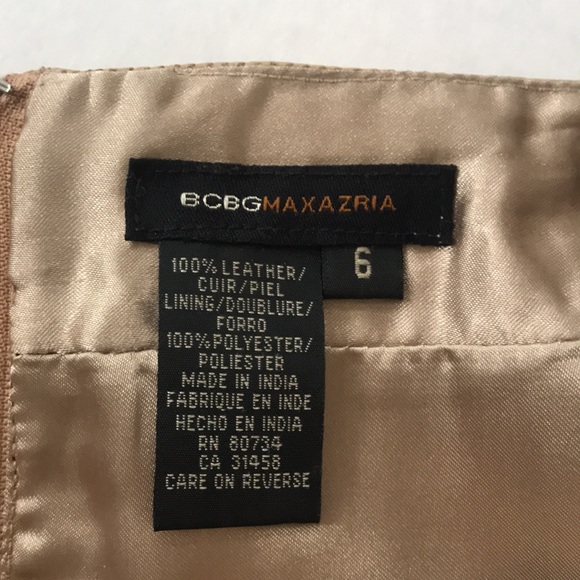 BCBGMAXAZRIA
6
100% LEATHER/
CUIR/PIEL
LINING/DOUBLURE/
FORRO
100%POLYESTER/
POLIESTER
MADE IN INDIA
FABRIQUE EN INDE
HECHO EN INDIA
RN 80734
CA 31458
CARE ON REVERSE